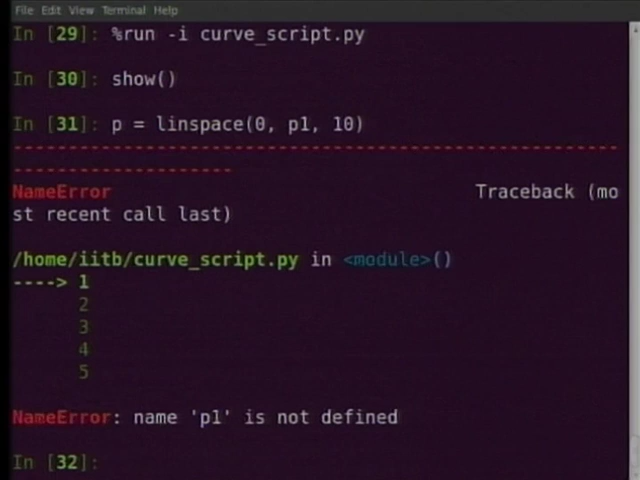 File Edit View Terminal Help
In [29]: %run -i curve_script.py
In [30]: show()
In [31]: p = linspace(0, p1, 10)
---------------------------------------------------------
--------------------
NameError Traceback (mo
st recent call last)
/home/iitb/curve_script.py in <module>()
----> 1
2
3
4
5
NameError: name 'p1' is not defined
In [32]: